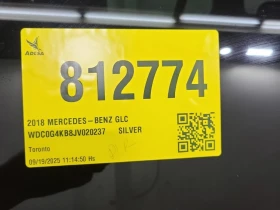 ADESA
812774
2018 MERCEDES-BENZ GLC
WDC0G4KB8JV020237 SILVER
Toronto
09/19/2025 11:14:50 Hs